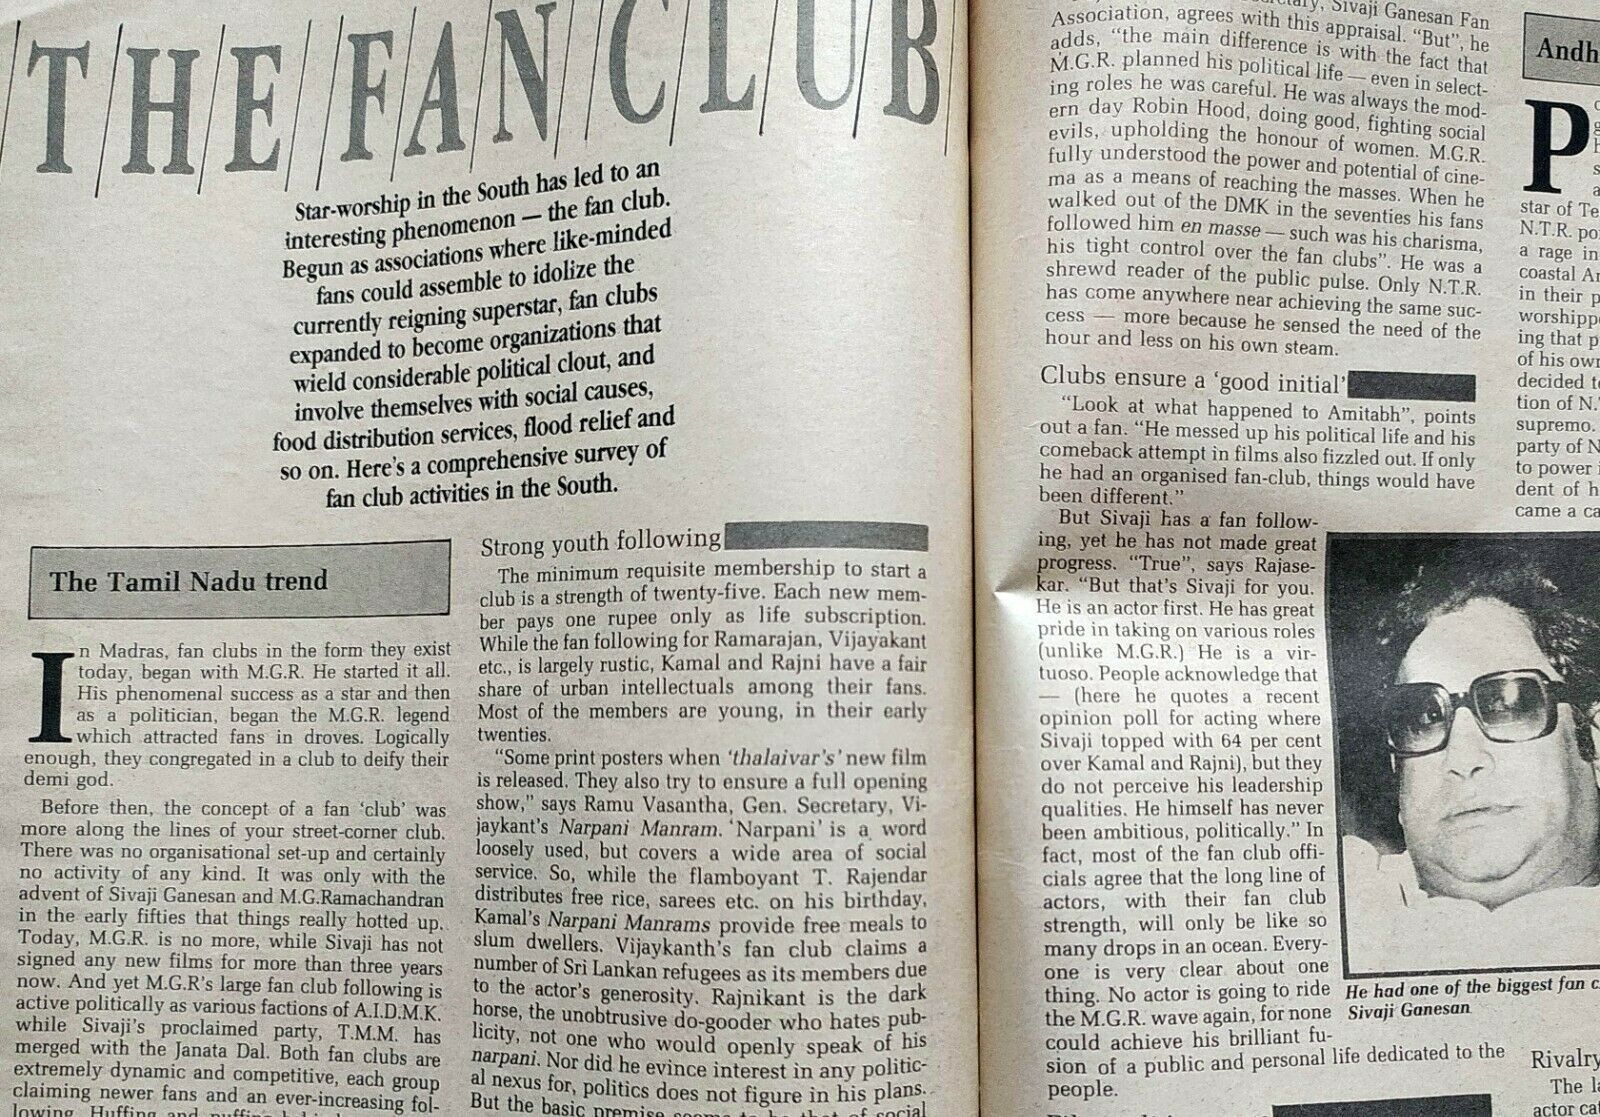 THE FAN CLUB
Star-worship in the South has led to an
interesting phenomenon — the fan club.
Begun as associations where like-minded
fans could assemble to idolize the
currently reigning superstar, fan clubs
expanded to become organizations that
wield considerable political clout, and
involve themselves with social causes,
food distribution services, flood relief and
so on. Here's a comprehensive survey of
fan club activities in the South.
The Tamil Nadu trend
In Madras, fan clubs in the form they exist
today, began with M.G.R. He started it all.
His phenomenal success as a star and then
as a politician, began the M.G.R. legend
which attracted fans in droves. Logically
enough, they congregated in a club to deify their
demi god.
Before then, the concept of a fan 'club' was
more along the lines of your street-corner club.
There was no organisational set-up and certainly
no activity of any kind. It was only with the
advent of Sivaji Ganesan and M.G.Ramachandran
in the early fifties that things really hotted up.
Today, M.G.R. is no more, while Sivaji has not
signed any new films for more than three years
now. And yet M.G.R's large fan club following is
active politically as various factions of A.I.D.M.K.
while Sivaji's proclaimed party, T.M.M. has
merged with the Janata Dal. Both fan clubs are
extremely dynamic and competitive, each group
claiming newer fans and an ever-increasing fol-
lowing. Huffing and puffing
Strong youth following
The minimum requisite membership to start a
club is a strength of twenty-five. Each new mem-
ber pays one rupee only as life subscription.
While the fan following for Ramarajan, Vijayakant
etc., is largely rustic, Kamal and Rajni have a fair
share of urban intellectuals among their fans.
Most of the members are young, in their early
twenties.
"Some print posters when 'thalaivar's' new film
is released. They also try to ensure a full opening
show," says Ramu Vasantha, Gen. Secretary, Vi-
jaykant's Narpani Manram. 'Narpani' is a word
loosely used, but covers a wide area of social
service. So, while the flamboyant T. Rajendar
distributes free rice, sarees etc. on his birthday,
Kamal's Narpani Manrams provide free meals to
slum dwellers. Vijaykanth's fan club claims a
number of Sri Lankan refugees as its members due
to the actor's generosity. Rajnikant is the dark
horse, the unobtrusive do-gooder who hates pub-
licity, not one who would openly speak of his
narpani. Nor did he evince interest in any politic-
al nexus for, politics does not figure in his plans.
But the basic premise seems to be that of social
Sivaji Ganesan Fan
Association, agrees with this appraisal. "But", he
adds, "the main difference is with the fact that
M.G.R. planned his political life — even in select-
ing roles he was careful. He was always the mod-
ern day Robin Hood, doing good, fighting social
evils, upholding the honour of women. M.G.R.
fully understood the power and potential of cine-
ma as a means of reaching the masses. When he
walked out of the DMK in the seventies his fans
followed him en masse — such was his charisma,
his tight control over the fan clubs". He was a
shrewd reader of the public pulse. Only N.T.R.
has come anywhere near achieving the same suc-
cess — more because he sensed the need of the
hour and less on his own steam.
Clubs ensure a 'good initial'
"Look at what happened to Amitabh", points
out a fan. "He messed up his political life and his
comeback attempt in films also fizzled out. If only
he had an organised fan-club, things would have
been different."
But Sivaji has a fan follow-
ing, yet he has not made great
progress. "True", says Rajase-
kar. "But that's Sivaji for you.
He is an actor first. He has great
pride in taking on various roles
(unlike M.G.R.) He is a vir-
tuoso. People acknowledge that
— (here he quotes a recent
opinion poll for acting where
Sivaji topped with 64 per cent
over Kamal and Rajni), but they
do not perceive his leadership
qualities. He himself has never
been ambitious, politically." In
fact, most of the fan club offi-
cials agree that the long line of
actors, with their fan club
strength, will only be like so
many drops in an ocean. Every-
one is very clear about one
thing. No actor is going to ride
the M.G.R. wave again, for none
could achieve his brilliant fu-
sion of a public and personal life dedicated to the
people.
He had one of the biggest fan c
Sivaji Ganesan
Andh
P
star of Te
N.T.R. po
a rage in
coastal An
in their p
worshipp
ing that p
of his own
decided to
tion of N.
supremo.
party of N
to power i
dent of h
came a ca
Rivalry
The la
actor cat